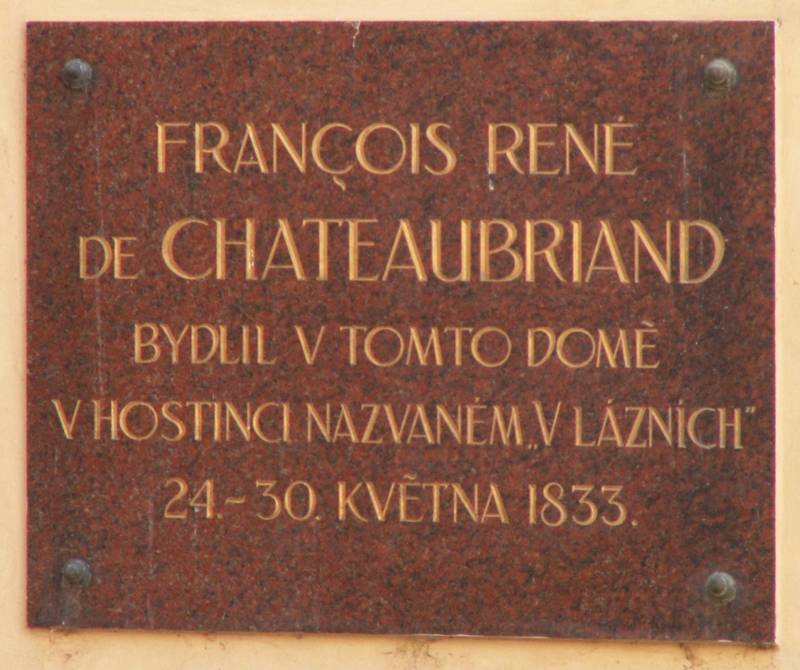 FRANÇOIS RENÉ
DE CHATEAUBRIAND
BYDLIL V TOMTO DOMĚ
V HOSTINCI NAZVANÉM „V LÁZNÍCH"
24.-30. KVĚTNA 1833.